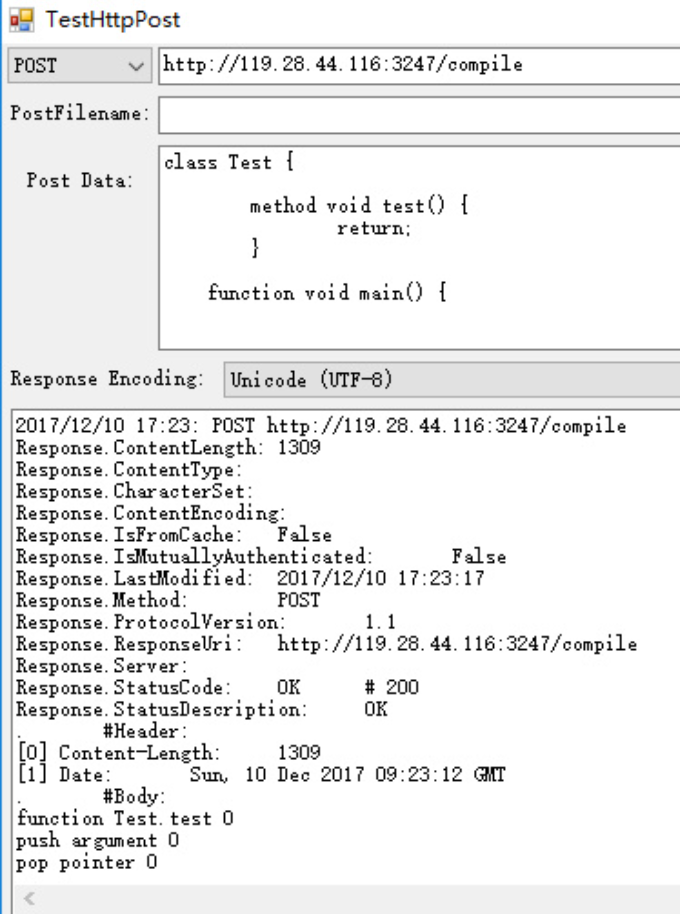 TestHttpPost
POST http://119.28.44.116:3247/compile
PostFilename:
Post Data:
class Test {
method void test() {
return;
}
function void main() {
Response Encoding: Unicode (UTF-8)
2017/12/10 17:23: POST http://119.28.44.116:3247/compile
Response.ContentLength: 1309
Response.ContentType:
Response.CharacterSet:
Response.ContentEncoding:
Response.IsFromCache: False
Response.IsMutuallyAuthenticated: False
Response.LastModified: 2017/12/10 17:23:17
Response.Method: POST
Response.ProtocolVersion: 1.1
Response.ResponseUri: http://119.28.44.116:3247/compile
Response.Server:
Response.StatusCode: OK # 200
Response.StatusDescription: OK
. #Header:
[0] Content-Length: 1309
[1] Date: Sun, 10 Dec 2017 09:23:12 GMT
. #Body:
function Test.test 0
push argument 0
pop pointer 0